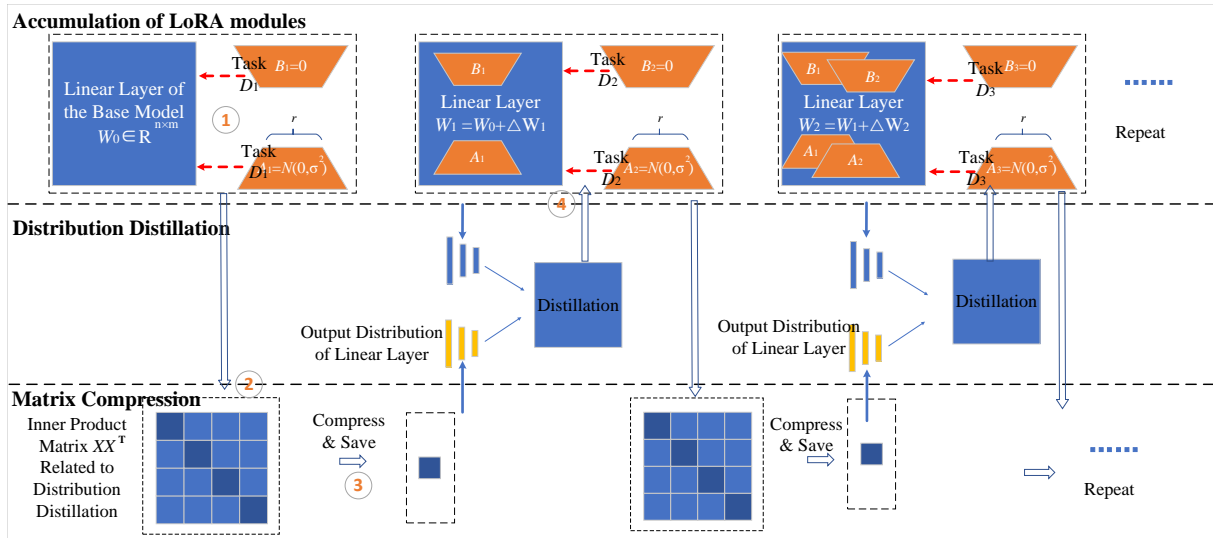 Accumulation of LoRA modules
Linear Layer of
the Base Model
W₀∈R^{n×m}
1
Task
D₁
B₁=0
r
Task
D₁
A₁=N(0,σ²)
B₁
Linear Layer
W₁=W₀+△W₁
A₁
Task
D₂
B₂=0
r
Task
D₂
A₂=N(0,σ²)
B₁
B₂
Linear Layer
W₂=W₁+△W₂
A₁
A₂
Task
D₃
B₃=0
r
Task
D₃
A₃=N(0,σ²)
Repeat
4
Distribution Distillation
Distillation
Output Distribution
of Linear Layer
Distillation
Output Distribution
of Linear Layer
2
Matrix Compression
Inner Product
Matrix XX^T
Related to
Distribution
Distillation
Compress
& Save
3
Compress
& Save
Repeat